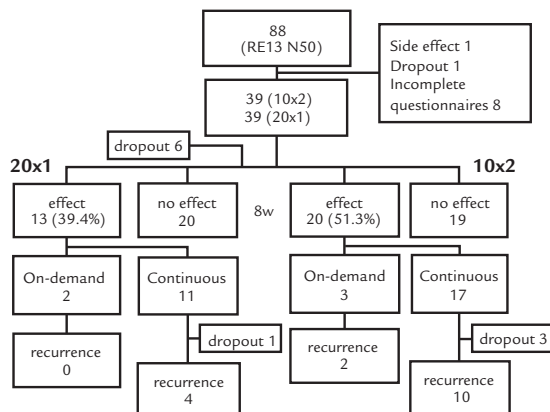 88
(RE13 N50)
Side effect 1
Dropout 1
Incomplete
questionnaires 8
39 (10x2)
39 (20x1)
dropout 6
20x1
10x2
effect
13 (39.4%)
no effect
20
8w
effect
20 (51.3%)
no effect
19
On-demand
2
Continuous
11
On-demand
3
Continuous
17
recurrence
0
dropout 1
recurrence
4
recurrence
2
dropout 3
recurrence
10